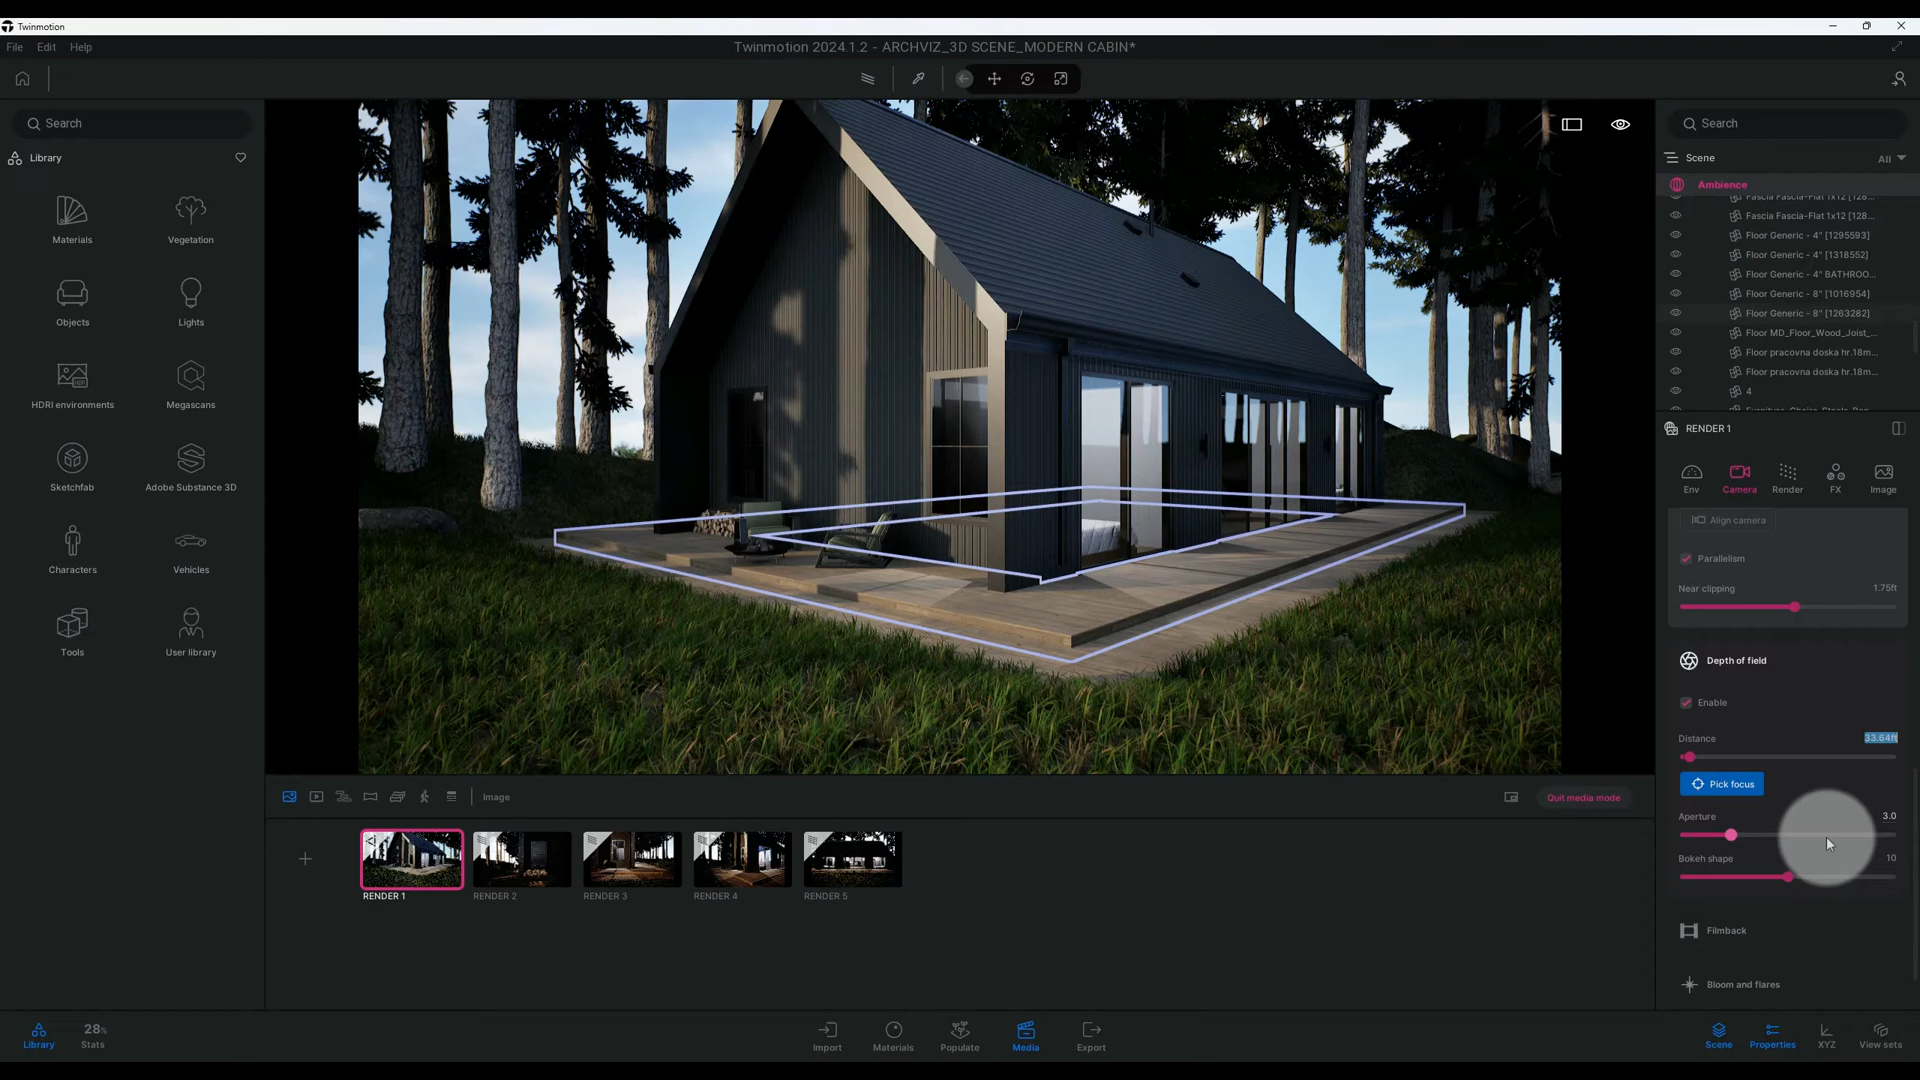 Twinmotion
File Edit Help
Twinmotion 2024.1.2 - ARCHVIZ_3D SCENE_MODERN CABIN*
Search
Library
Materials
Vegetation
Objects
Lights
HDRI environments
Megascans
Sketchfab
Adobe Substance 3D
Characters
Vehicles
Tools
User library
Search
Scene
All
Ambience
Fascia Fascia-Flat 1x12 [128...
Fascia Fascia-Flat 1x12 [128...
Floor Generic - 4" [1295593]
Floor Generic - 4" [1318552]
Floor Generic - 4" BATHROO...
Floor Generic - 8" [1016954]
Floor Generic - 8" [1263282]
Floor MD_Floor_Wood_Joist_...
Floor pracovna doska hr.18m...
Floor pracovna doska hr.18m...
4
RENDER 1
Env
Camera
Render
FX
Image
Align camera
Parallelism
Near clipping 1.75ft
Depth of field
Enable
Distance 33.64ft
Pick focus
Aperture 3.0
Bokeh shape 10
Filmback
Bloom and flares
Image
Quit media mode
RENDER 1
RENDER 2
RENDER 3
RENDER 4
RENDER 5
Library
28%
Stats
Import
Materials
Populate
Media
Export
Scene
Properties
XYZ
View sets